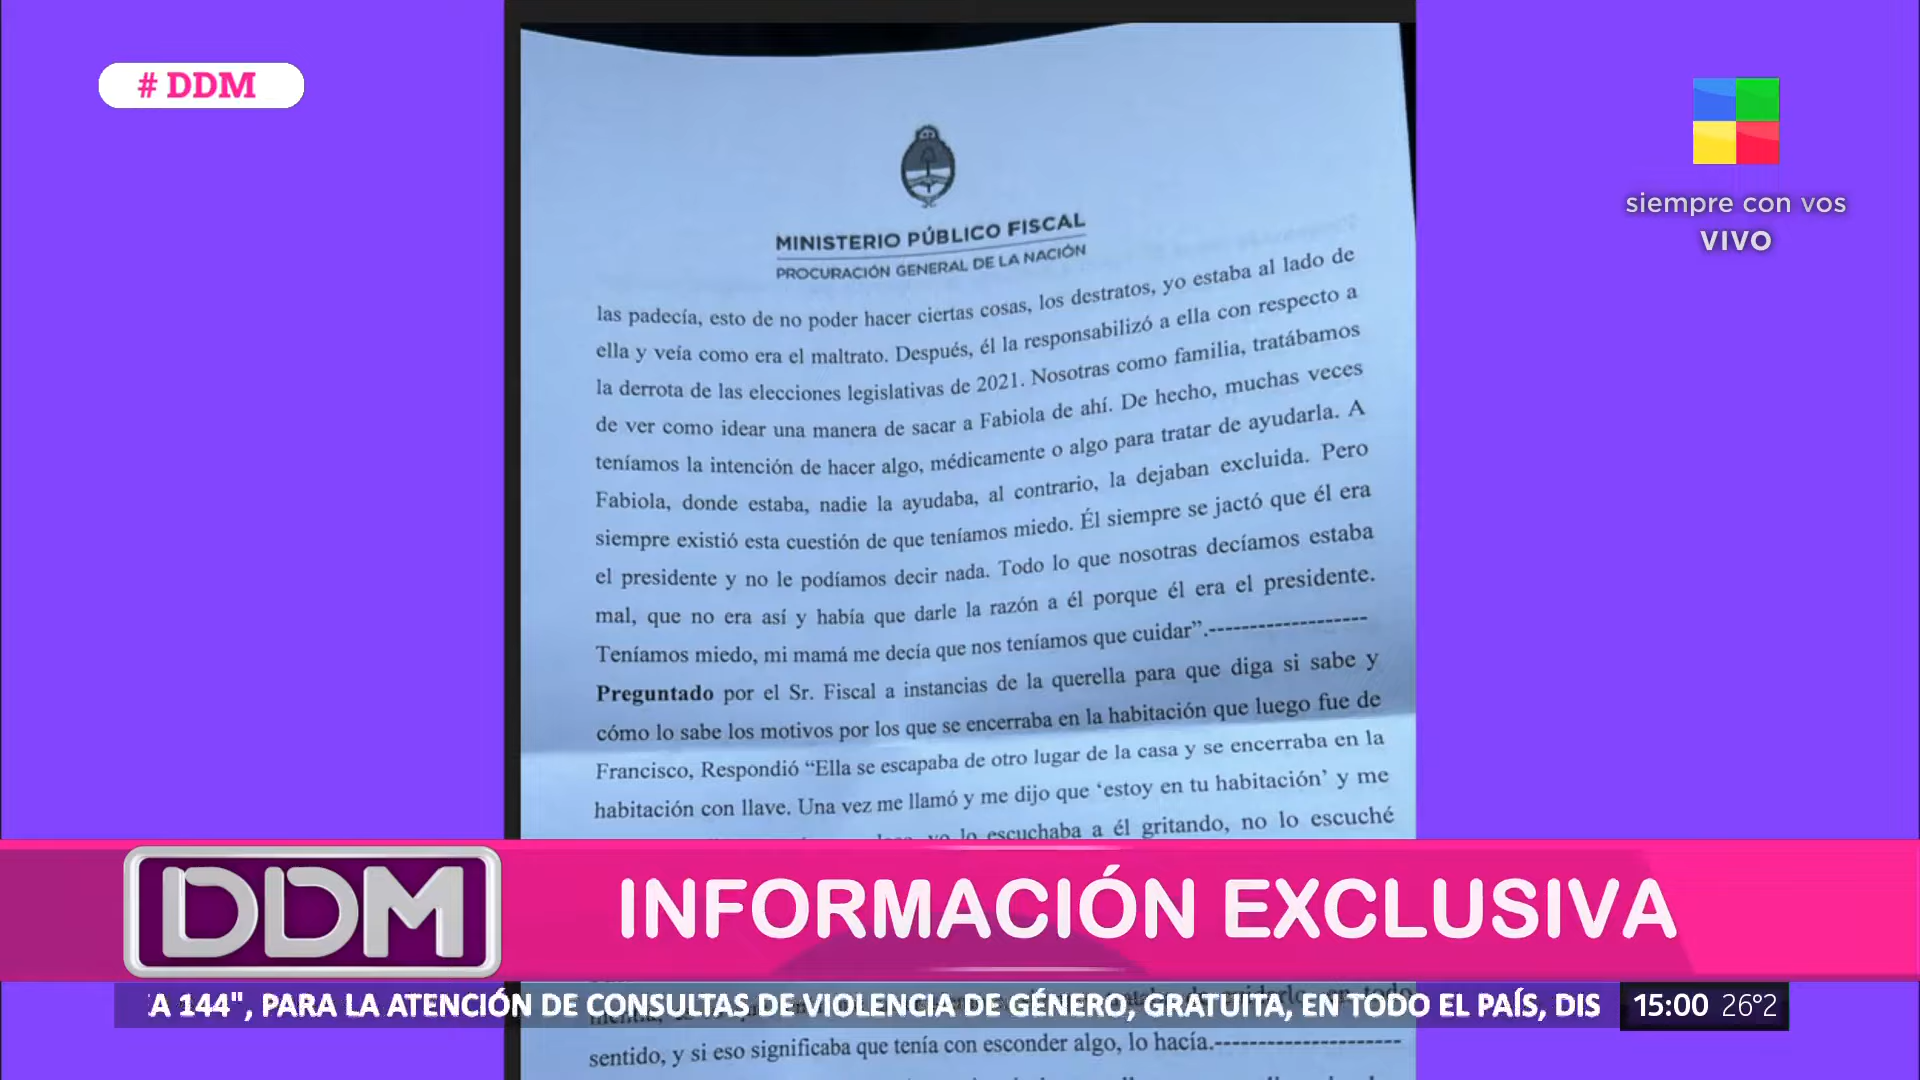 # DDM
siempre con vos
VIVO
MINISTERIO PÚBLICO FISCAL
PROCURACIÓN GENERAL DE LA NACIÓN
las padecía, esto de no poder hacer ciertas cosas, los destratos, yo estaba al lado de
ella y veía como era el maltrato. Después, él la responsabilizó a ella con respecto a
la derrota de las elecciones legislativas de 2021. Nosotras como familia, tratábamos
de ver como idear una manera de sacar a Fabiola de ahí. De hecho, muchas veces
teníamos la intención de hacer algo, médicamente o algo para tratar de ayudarla. A
Fabiola, donde estaba, nadie la ayudaba, al contrario, la dejaban excluida. Pero
siempre existió esta cuestión de que teníamos miedo. Él siempre se jactó que él era
el presidente y no le podíamos decir nada. Todo lo que nosotras decíamos estaba
mal, que no era así y había que darle la razón a él porque él era el presidente.
Teníamos miedo, mi mamá me decía que nos teníamos que cuidar”.-------------------
Preguntado por el Sr. Fiscal a instancias de la querella para que diga si sabe y
cómo lo sabe los motivos por los que se encerraba en la habitación que luego fue de
Francisco, Respondió “Ella se escapaba de otro lugar de la casa y se encerraba en la
habitación con llave. Una vez me llamó y me dijo que ‘estoy en tu habitación’ y me
yo lo escuchaba a él gritando, no lo escuché
DDM
INFORMACIÓN EXCLUSIVA
A 144", PARA LA ATENCIÓN DE CONSULTAS DE VIOLENCIA DE GÉNERO, GRATUITA, EN TODO EL PAÍS, DIS
15:00 26°2
sentido, y si eso significaba que tenía con esconder algo, lo hacía.----------------------